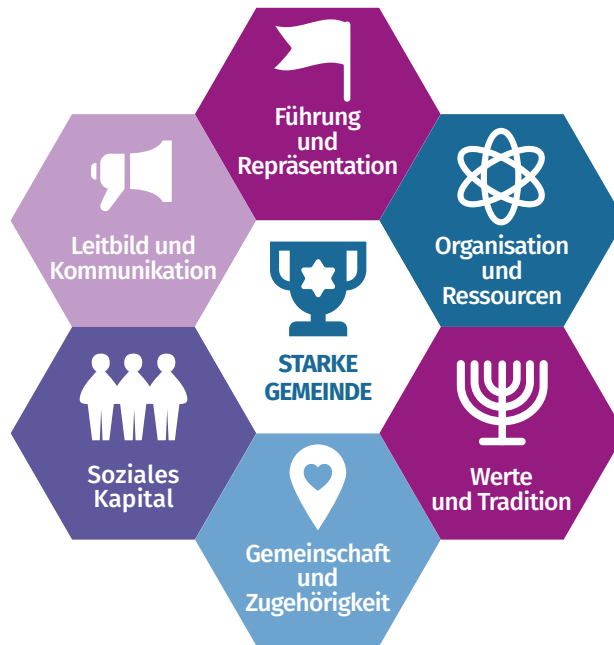 Führung
und
Repräsentation
Leitbild und
Kommunikation
Organisation
und
Ressourcen
STARKE
GEMEINDE
Soziales
Kapital
Werte
und Tradition
Gemeinschaft
und
Zugehörigkeit